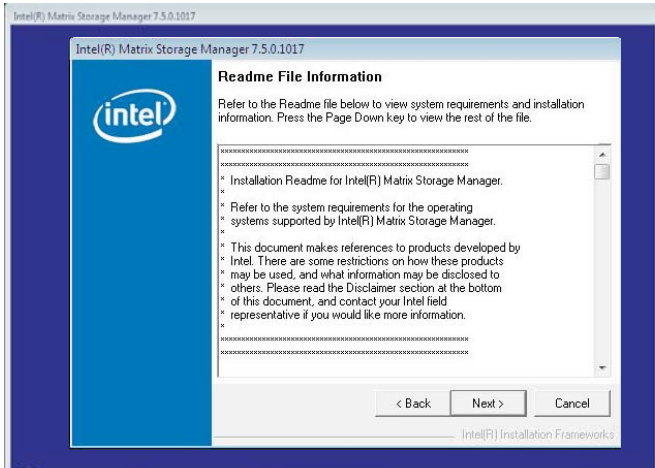 Intel(R) Matrix Storage Manager 7.5.0.1017
Intel(R) Matrix Storage Manager 7.5.0.1017
intel
Readme File Information
Refer to the Readme file below to view system requirements and installation
information. Press the Page Down key to view the rest of the file.
************************************************************
************************************************************
* Installation Readme for Intel(R) Matrix Storage Manager.
*
* Refer to the system requirements for the operating
* systems supported by Intel(R) Matrix Storage Manager.
*
* This document makes references to products developed by
* Intel. There are some restrictions on how these products
* may be used, and what information may be disclosed to
* others. Please read the Disclaimer section at the bottom
* of this document, and contact your Intel field
* representative if you would like more information.
*
************************************************************
************************************************************
< Back Next > Cancel
Intel(R) Installation Frameworks